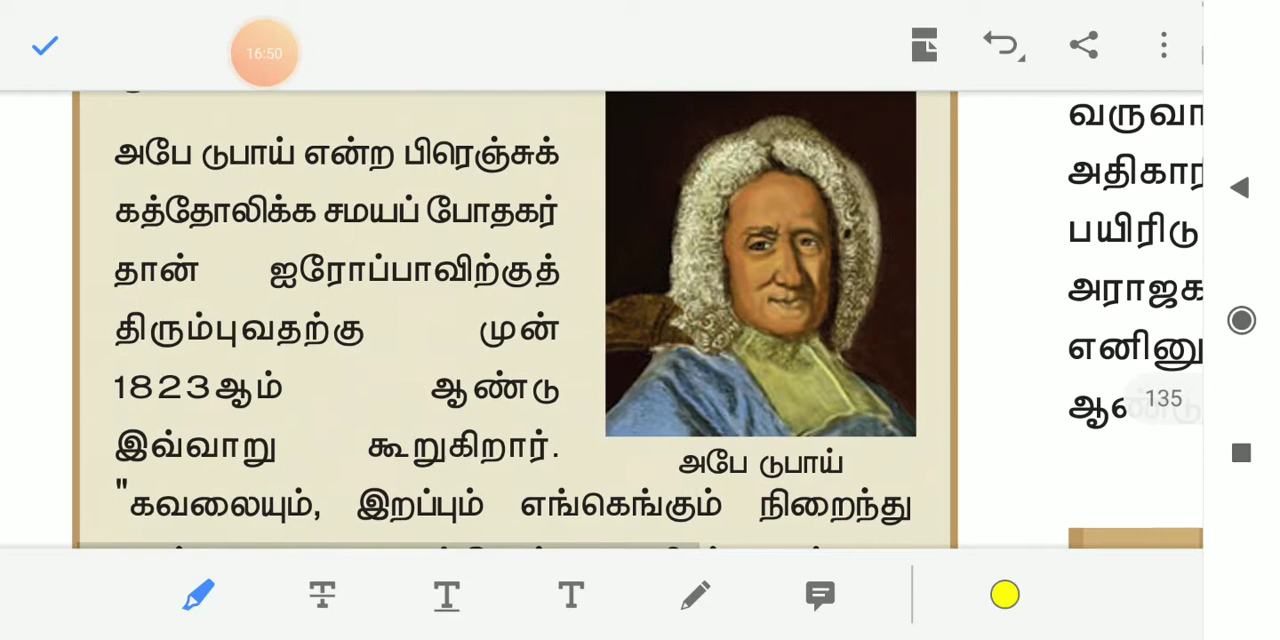 16:50
அபே டுபாய் என்ற பிரெஞ்சுக்
கத்தோலிக்க சமயப் போதகர்
தான் ஐரோப்பாவிற்குத்
திரும்புவதற்கு முன்
1823ஆம் ஆண்டு
இவ்வாறு கூறுகிறார்.
"கவலையும், இறப்பும் எங்கெங்கும் நிறைந்து
அபே டுபாய்
வருவா
அதிகார
பயிரிடு
அராஜக
எனினு
135